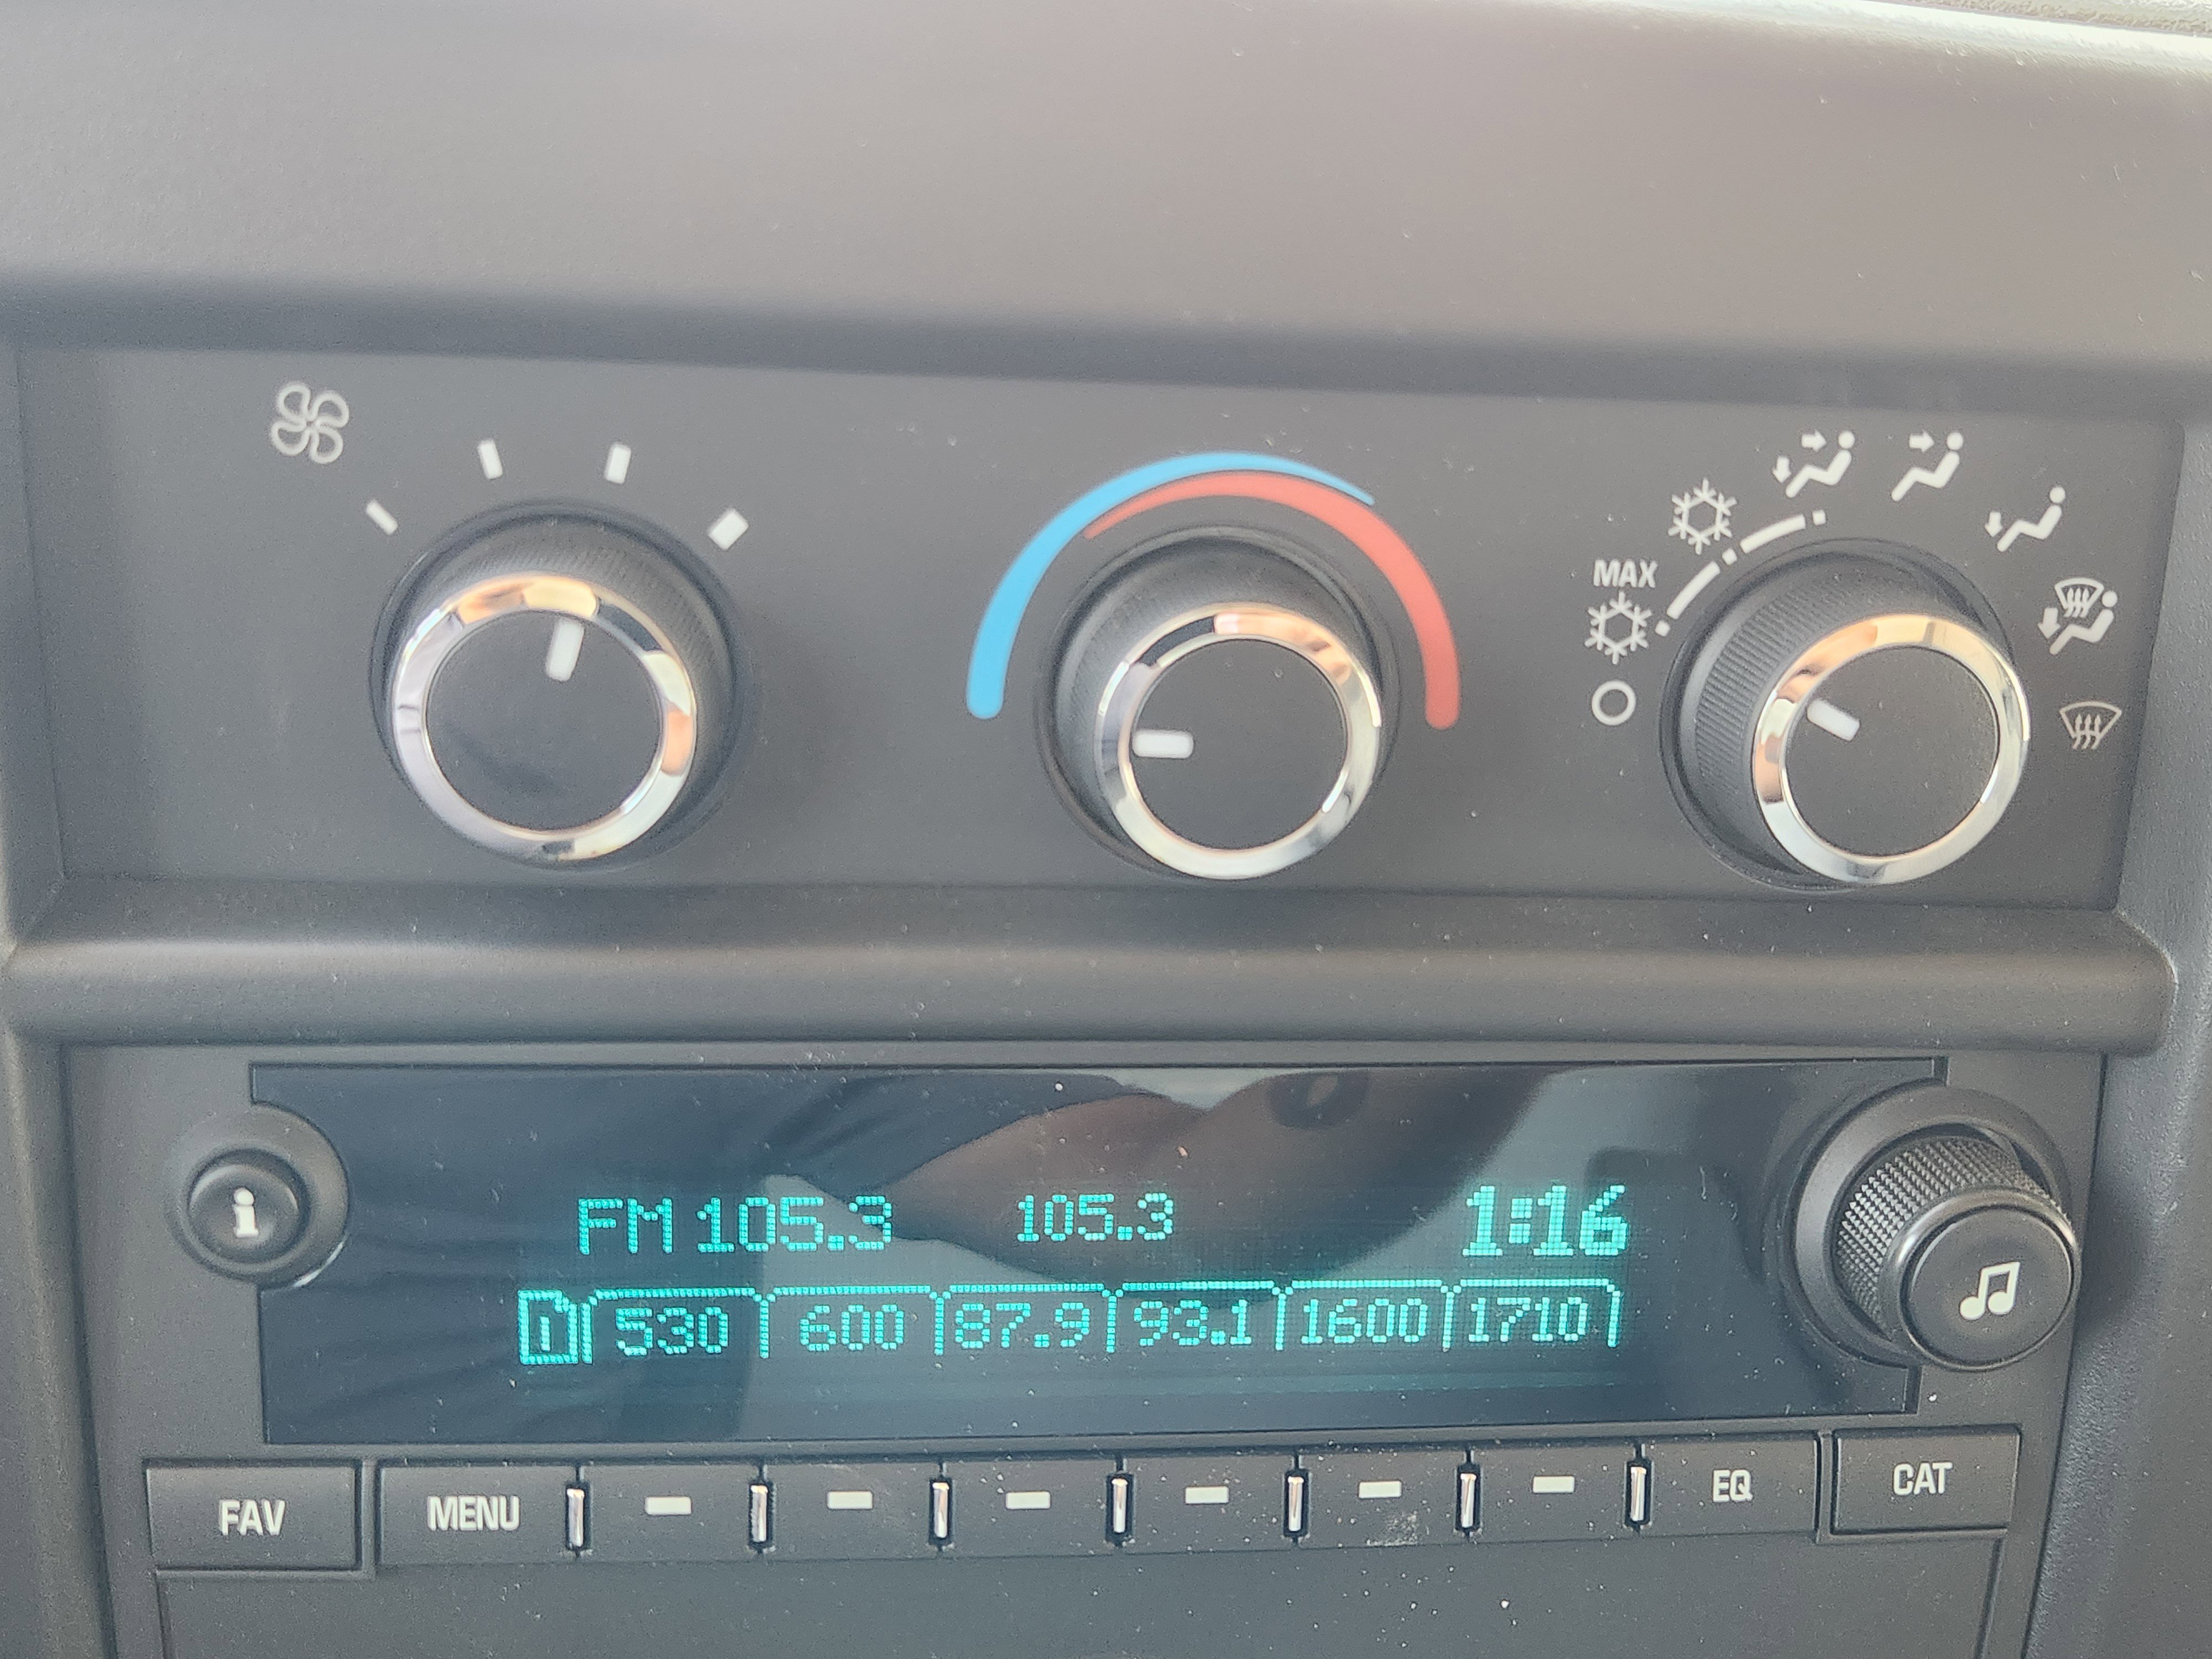 MAX
FM 105.3 105.3 1:16
1 530 600 87.9 93.1 1600 1710
i
FAV MENU EQ CAT